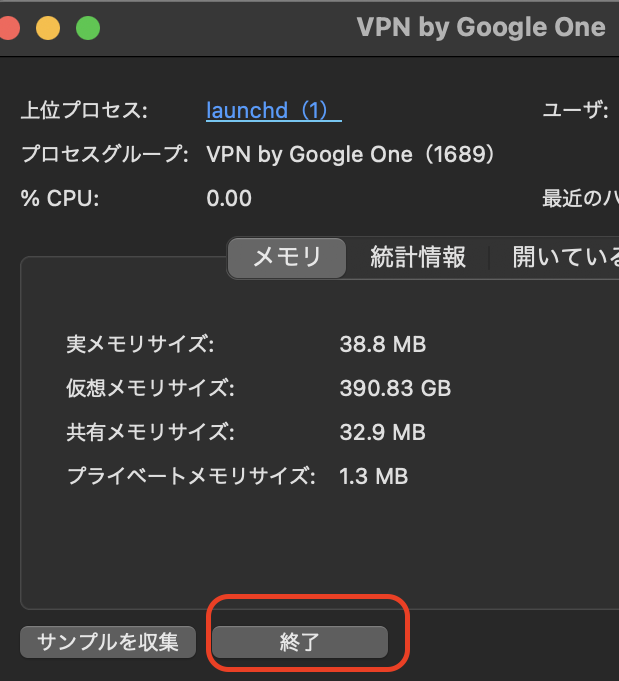 VPN by Google One
上位プロセス: launchd（1） ユーザ:
プロセスグループ: VPN by Google One（1689）
% CPU: 0.00 最近のハ
メモリ 統計情報 開いている
実メモリサイズ: 38.8 MB
仮想メモリサイズ: 390.83 GB
共有メモリサイズ: 32.9 MB
プライベートメモリサイズ: 1.3 MB
サンプルを収集 終了